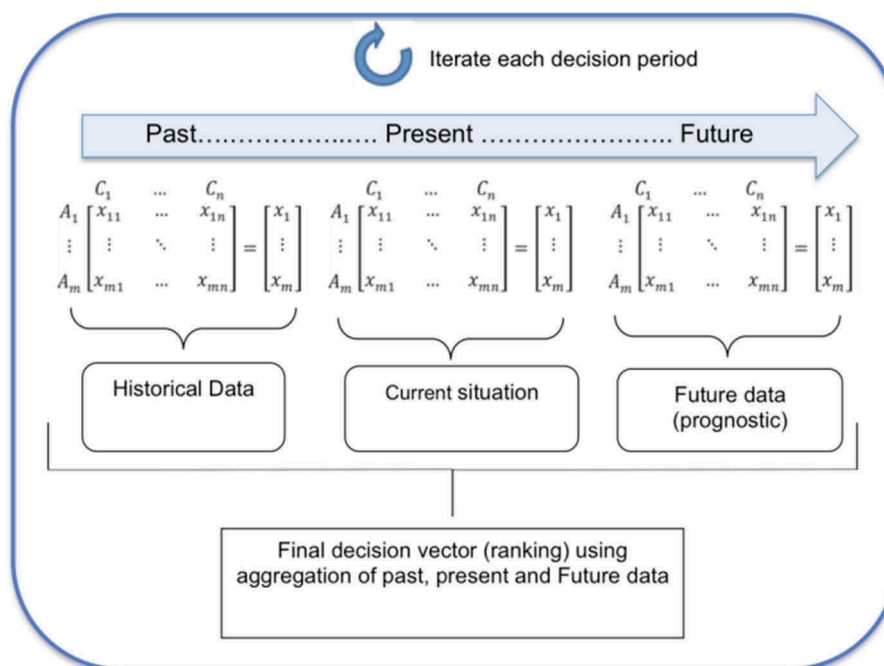 Iterate each decision period
Past…………………..…. Present …………………….. Future
C₁ … Cₙ C₁ … Cₙ C₁ … Cₙ
A₁ [x₁₁ … x₁ₙ] [x₁] A₁ [x₁₁ … x₁ₙ] [x₁] A₁ [x₁₁ … x₁ₙ] [x₁]
⋮ [⋮ ⋱ ⋮] = [⋮] ⋮ [⋮ ⋱ ⋮] = [⋮] ⋮ [⋮ ⋱ ⋮] = [⋮]
Aₘ [xₘ₁ … xₘₙ] [xₘ] Aₘ [xₘ₁ … xₘₙ] [xₘ] Aₘ [xₘ₁ … xₘₙ] [xₘ]
Historical Data
Current situation
Future data
(prognostic)
Final decision vector (ranking) using
aggregation of past, present and Future data